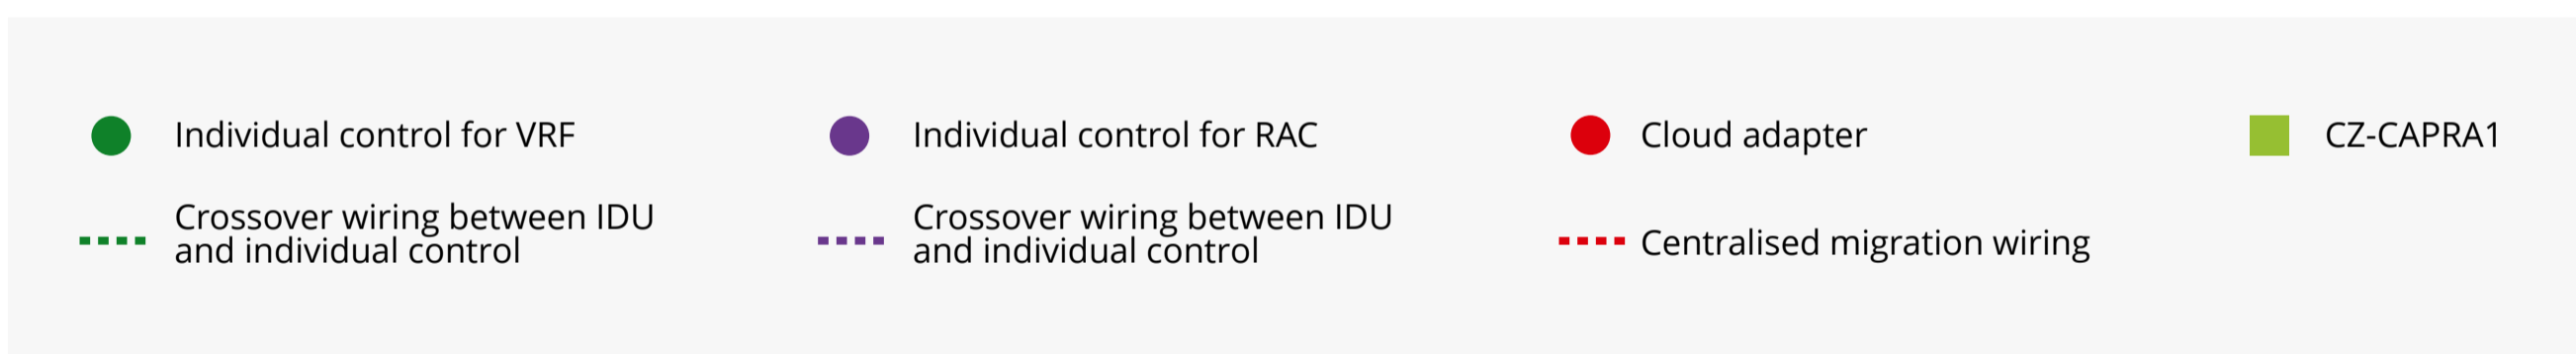 Individual control for VRF
Individual control for RAC
Cloud adapter
CZ-CAPRA1
Crossover wiring between IDU
and individual control
Crossover wiring between IDU
and individual control
Centralised migration wiring